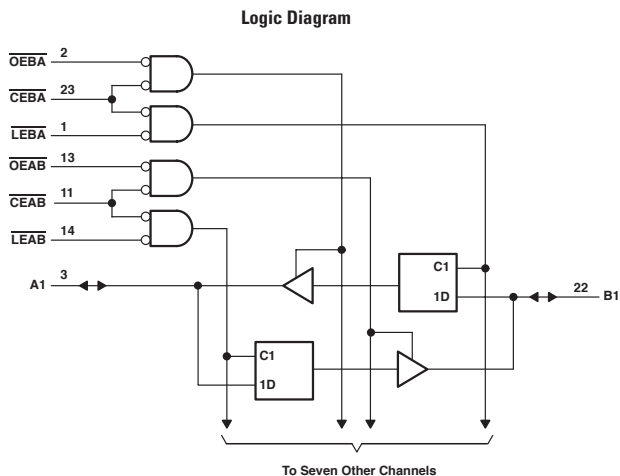 Logic Diagram
OEBA 2
CEBA 23
LEBA 1
OEAB 13
CEAB 11
LEAB 14
A1 3
C1
1D
22 B1
C1
1D
To Seven Other Channels